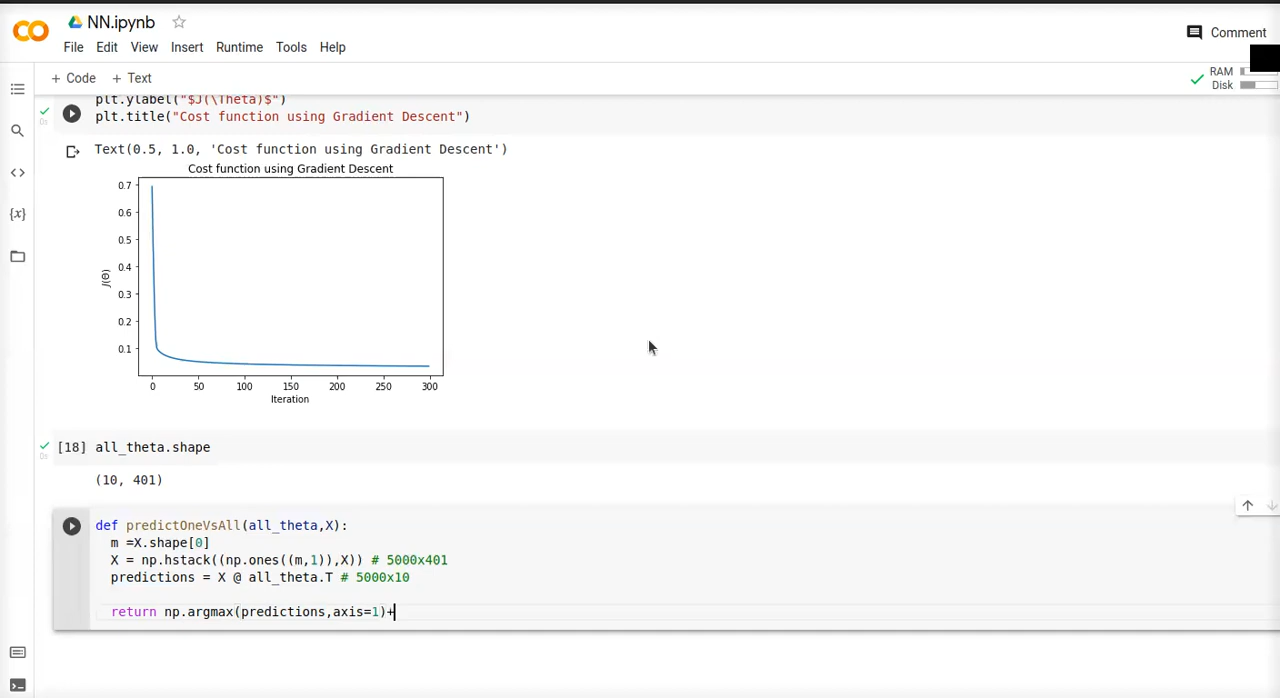 NN.ipynb
File Edit View Insert Runtime Tools Help
Comment
+ Code + Text
RAM
Disk
plt.ylabel("$J(\Theta)$")
plt.title("Cost function using Gradient Descent")
Text(0.5, 1.0, 'Cost function using Gradient Descent')
Cost function using Gradient Descent
0.7
0.6
0.5
0.4
0.3
0.2
0.1
J(Θ)
0 50 100 150 200 250 300
Iteration
[18] all_theta.shape
0s
(10, 401)
def predictOneVsAll(all_theta,X):
m =X.shape[0]
X = np.hstack((np.ones((m,1)),X)) # 5000x401
predictions = X @ all_theta.T # 5000x10
return np.argmax(predictions,axis=1)+
{x}